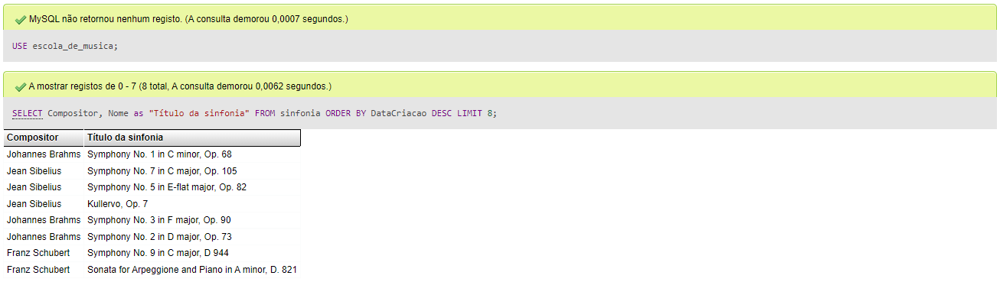 MySQL não retornou nenhum registo. (A consulta demorou 0,0007 segundos.)
USE escola_de_musica;
A mostrar registos de 0 - 7 (8 total, A consulta demorou 0,0062 segundos.)
SELECT Compositor, Nome as "Título da sinfonia" FROM sinfonia ORDER BY DataCriacao DESC LIMIT 8;
Compositor Título da sinfonia
Johannes Brahms Symphony No. 1 in C minor, Op. 68
Jean Sibelius Symphony No. 7 in C major, Op. 105
Jean Sibelius Symphony No. 5 in E-flat major, Op. 82
Jean Sibelius Kullervo, Op. 7
Johannes Brahms Symphony No. 3 in F major, Op. 90
Johannes Brahms Symphony No. 2 in D major, Op. 73
Franz Schubert Symphony No. 9 in C major, D 944
Franz Schubert Sonata for Arpeggione and Piano in A minor, D. 821